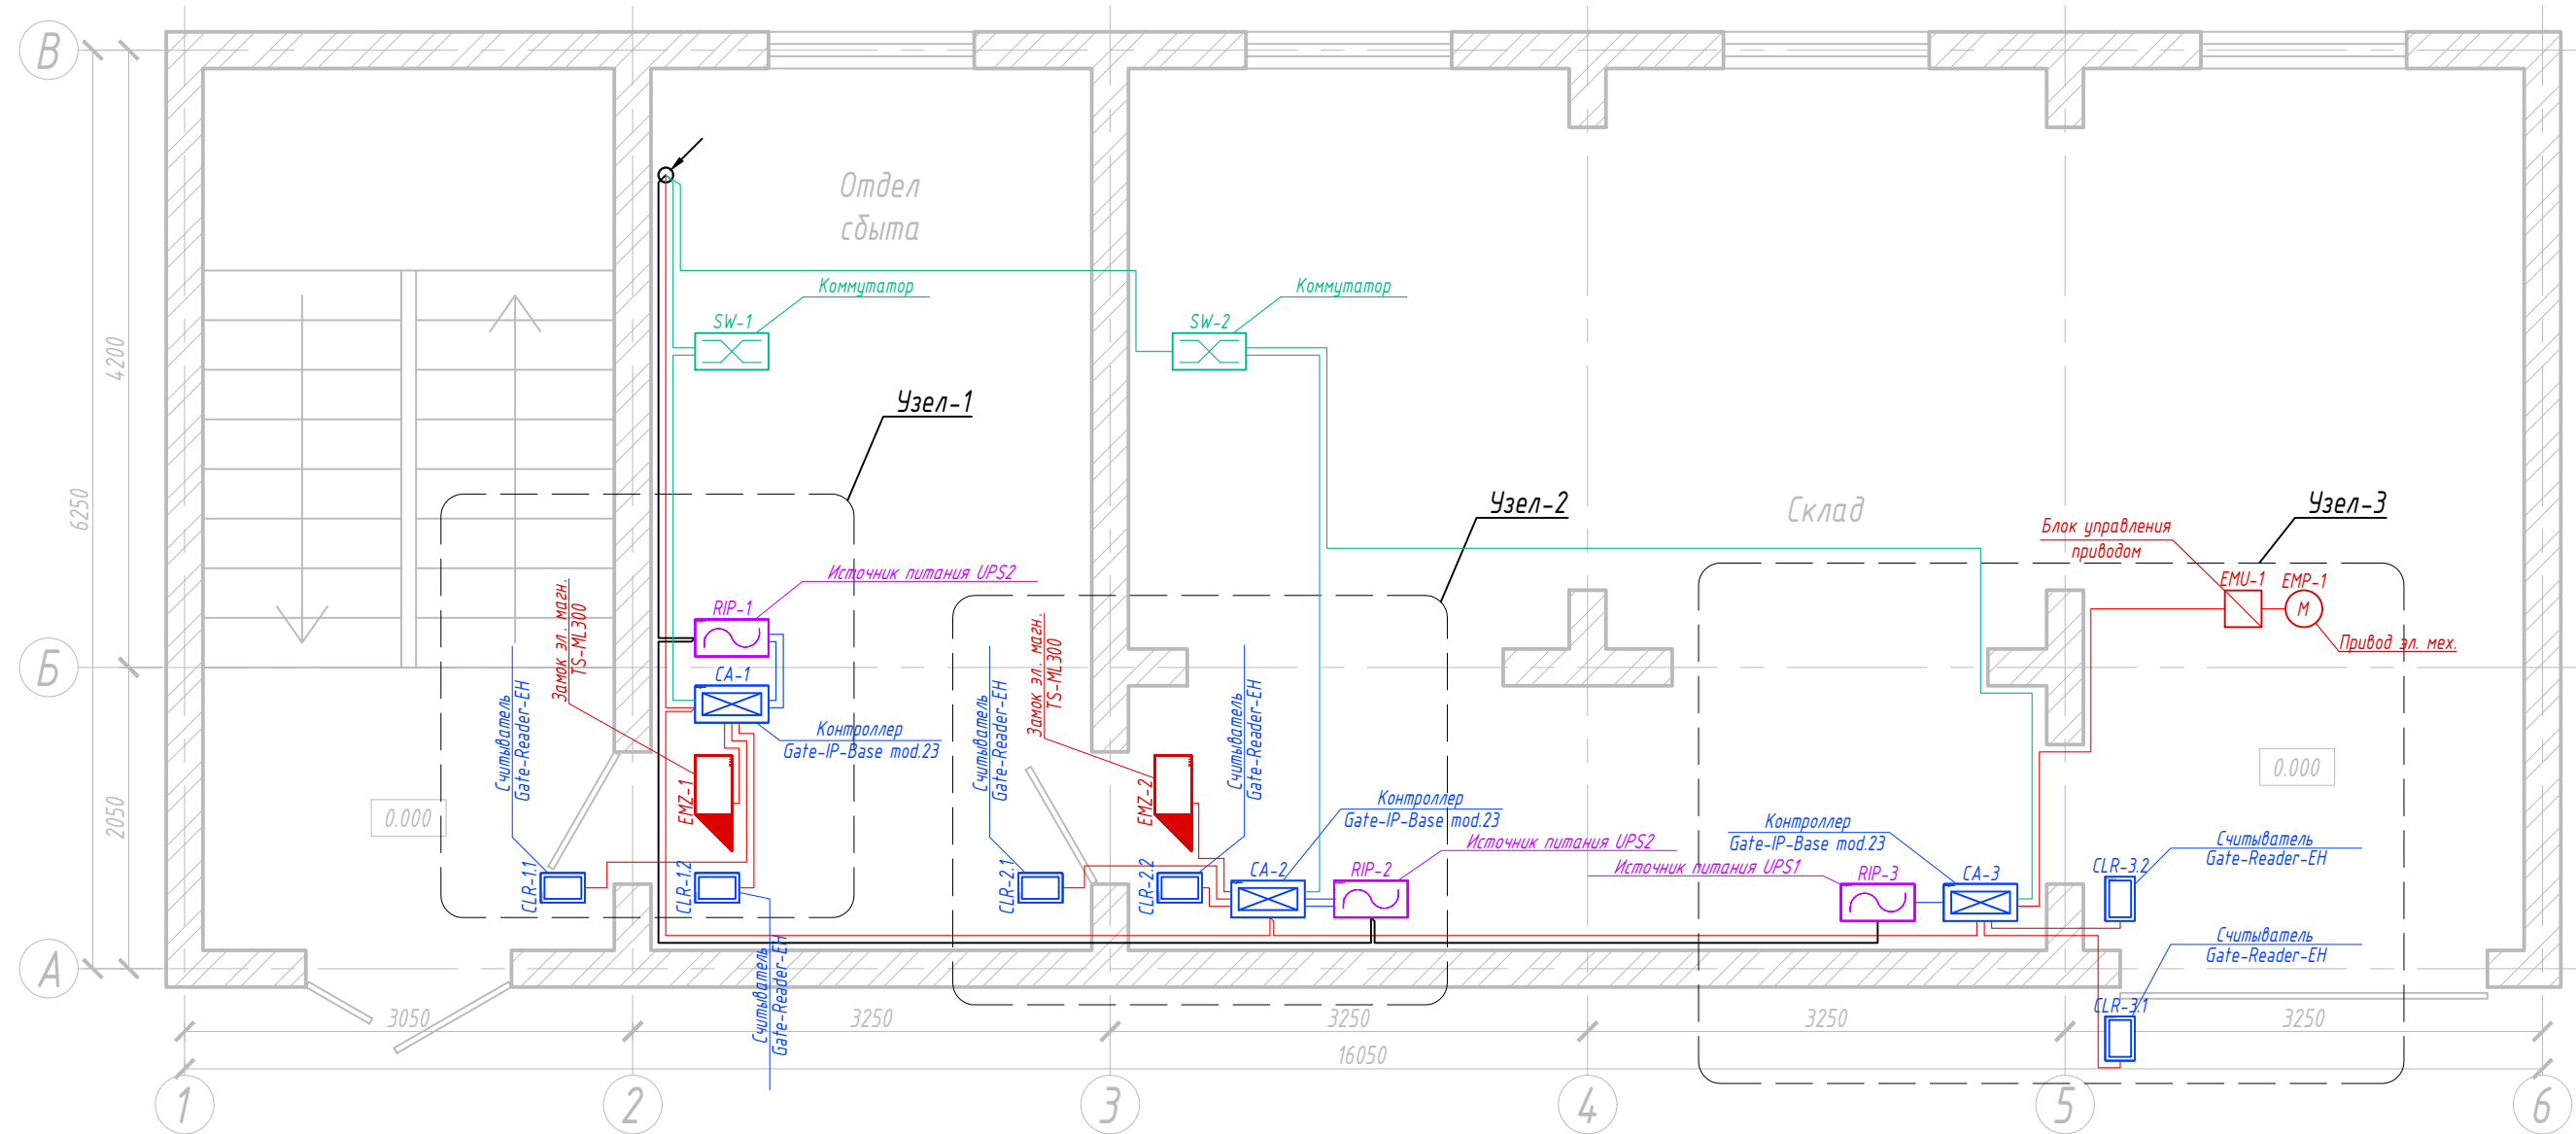 В
Отдел
сбыта
Коммутатор
SW-1
Коммутатор
SW-2
4200
6250
Узел-1
Узел-2
Склад
Узел-3
Блок управления
приводом
EMU-1
EMP-1
M
Привод эл. мех.
Источник питания UPS2
RIP-1
Замок эл. магн.
TS-ML300
Замок эл. магн.
TS-ML300
Б
CA-1
Считыватель
Gate-Reader-EH
Контроллер
Gate-IP-Base mod.23
Считыватель
Gate-Reader-EH
Считыватель
Gate-Reader-EH
EMZ-1
EMZ-2
0.000
0.000
2050
Контроллер
Gate-IP-Base mod.23
Источник питания UPS2
Источник питания UPS1
Контроллер
Gate-IP-Base mod.23
Считыватель
Gate-Reader-EH
CLR-1.1
CLR-1.2
CLR-2.1
CLR-2.2
CA-2
RIP-2
RIP-3
CA-3
CLR-3.2
Считыватель
Gate-Reader-EH
Считыватель
Gate-Reader-EH
CLR-3.1
А
3050
3250
3250
3250
3250
16050
1
2
3
4
5
6